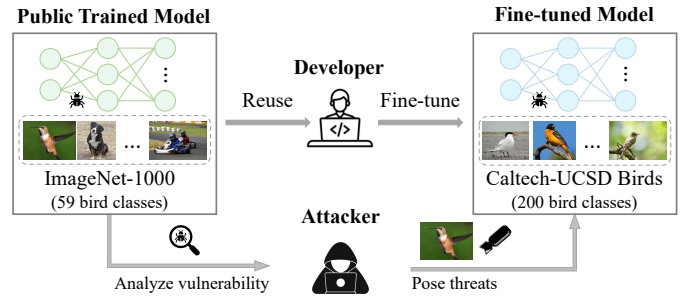 Public Trained Model
Fine-tuned Model
Developer
Reuse
Fine-tune
ImageNet-1000
(59 bird classes)
Caltech-UCSD Birds
(200 bird classes)
Attacker
Analyze vulnerability
Pose threats